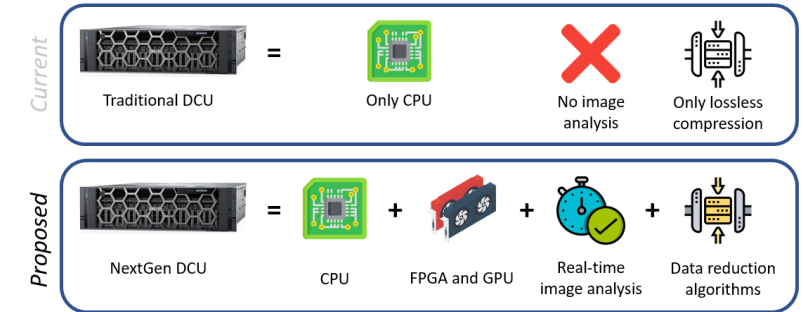 Current
=
Traditional DCU
Only CPU
No image
analysis
Only lossless
compression
Proposed
= + + +
NextGen DCU
CPU
FPGA and GPU
Real-time
image analysis
Data reduction
algorithms